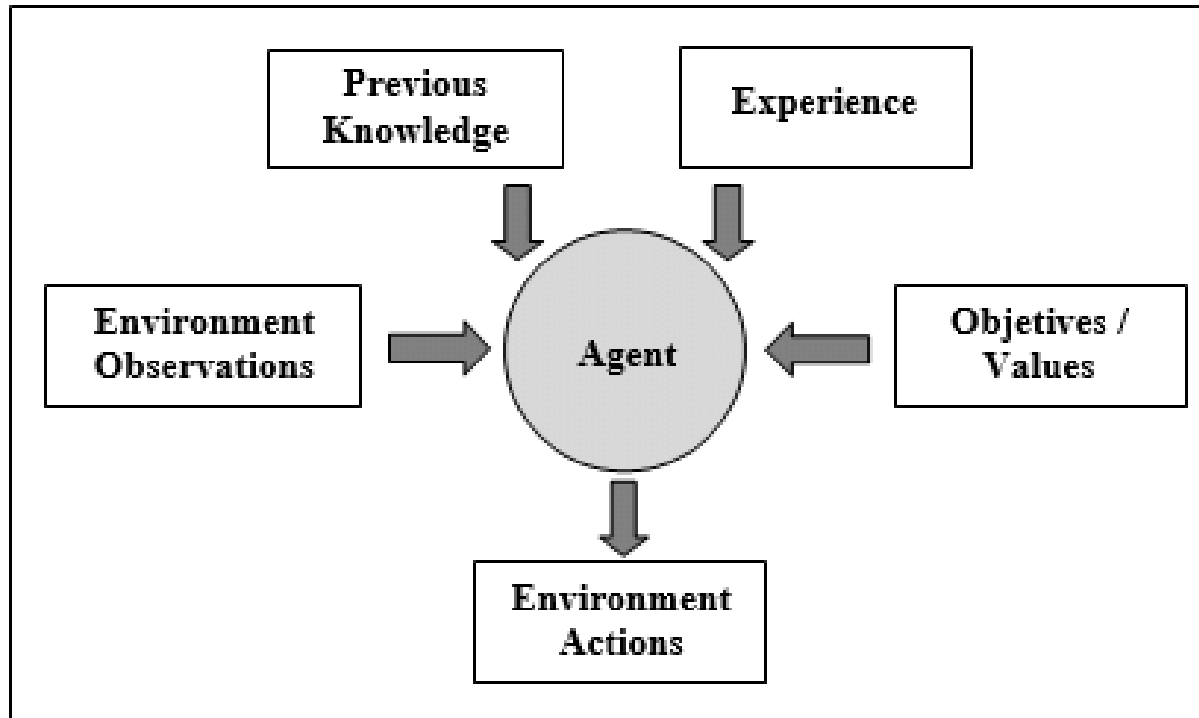 Previous
Knowledge
Experience
Environment
Observations
Agent
Objetives /
Values
Environment
Actions